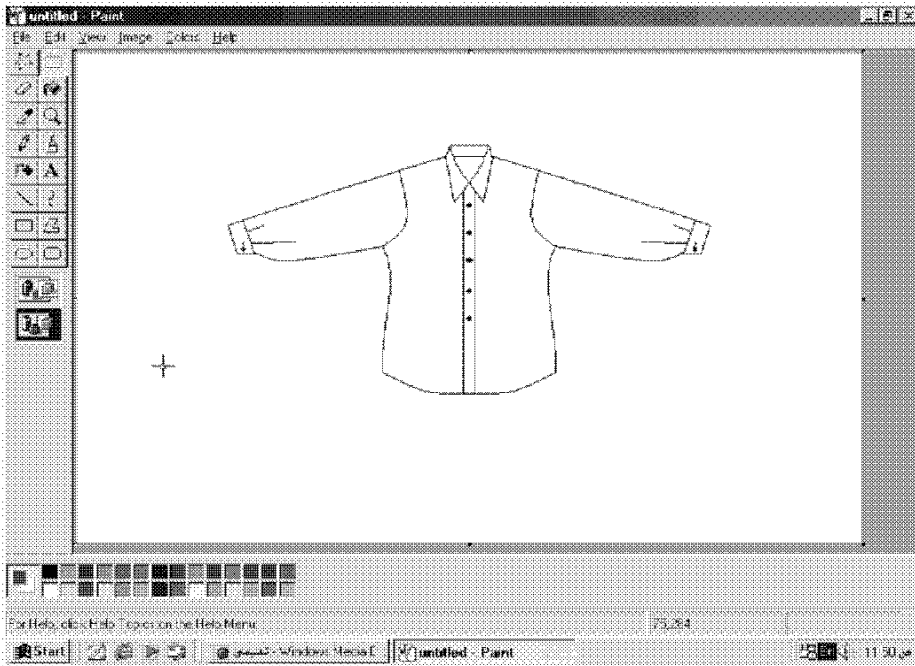 untitled - Paint
File Edit View Image Colors Help
A
For Help, click Help Topics on the Help Menu.
75,284
Start
- Windows Media
untitled - Paint
11:50 ص